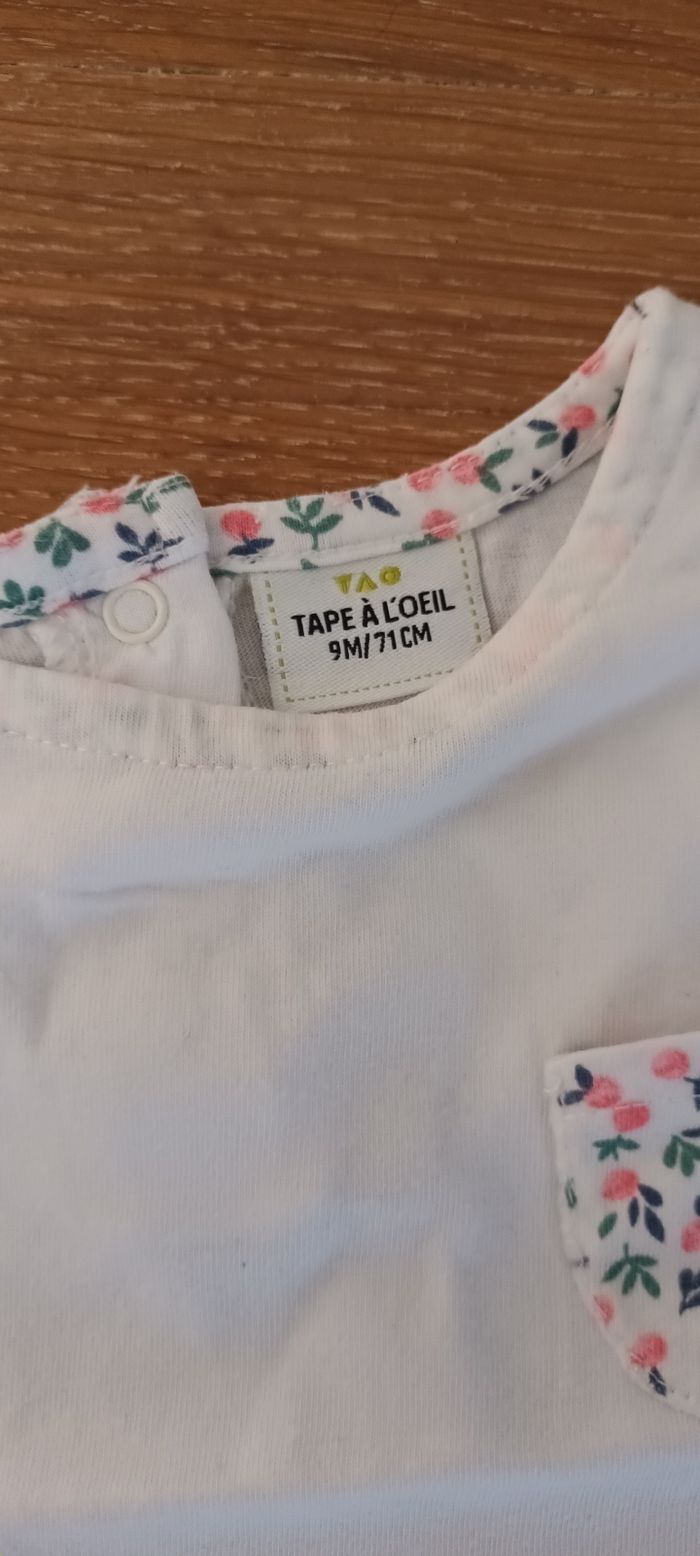 TAO
TAPE À L'OEIL
9M/71CM